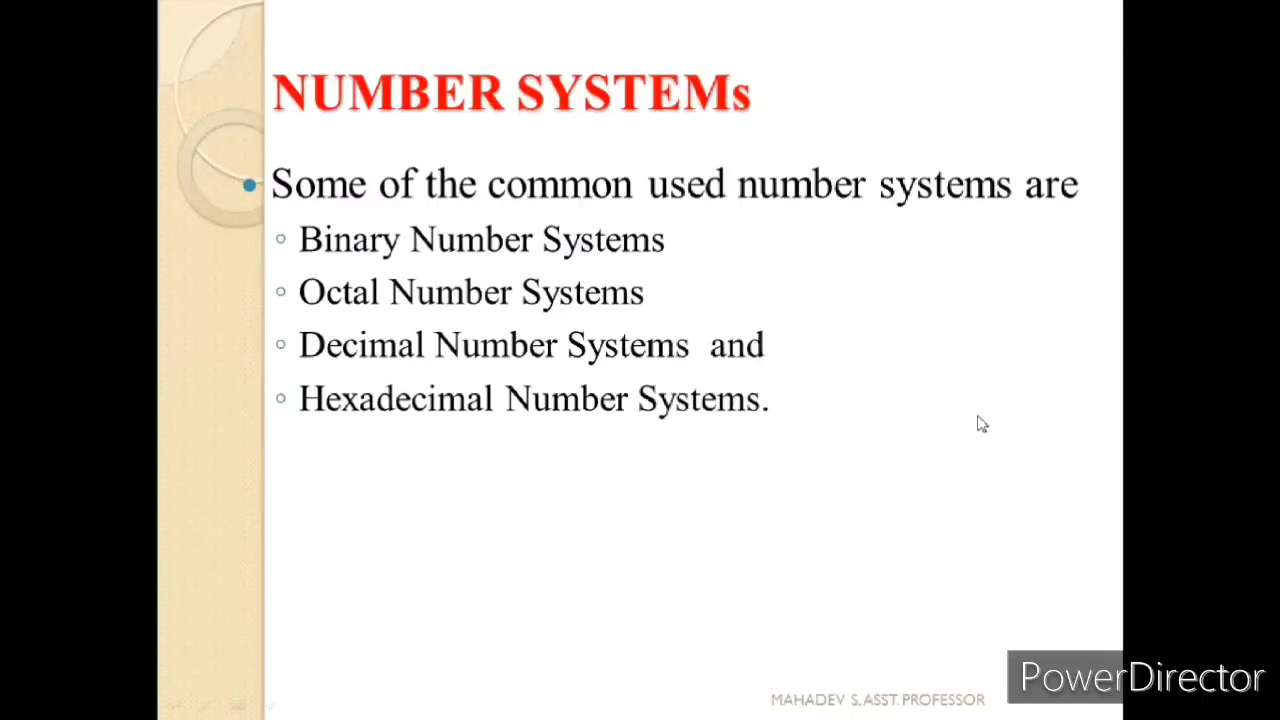 NUMBER SYSTEMs
• Some of the common used number systems are
◦ Binary Number Systems
◦ Octal Number Systems
◦ Decimal Number Systems and
◦ Hexadecimal Number Systems.
MAHADEV S, ASST. PROFESSOR
PowerDirector